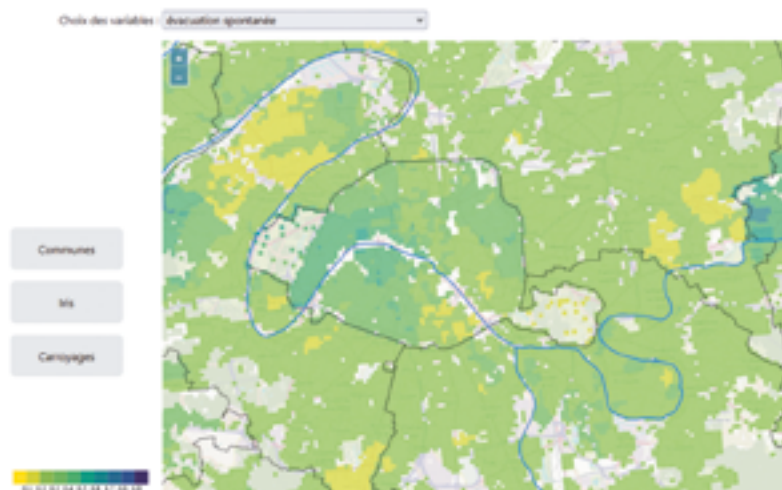 Choix des variables : évacuation spontanée
+
−
Communes
Iris
Carroyages